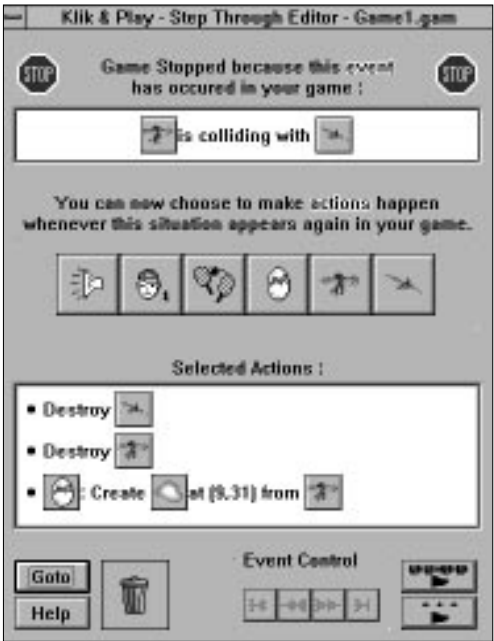 Klik & Play - Step Through Editor - Game1.gam
STOP
Game Stopped because this event
has occured in your game :
STOP
is colliding with
You can now choose to make actions happen
whenever this situation appears again in your game.
Selected Actions :
• Destroy
• Destroy
• : Create at (9,31) from
Goto
Help
Event Control